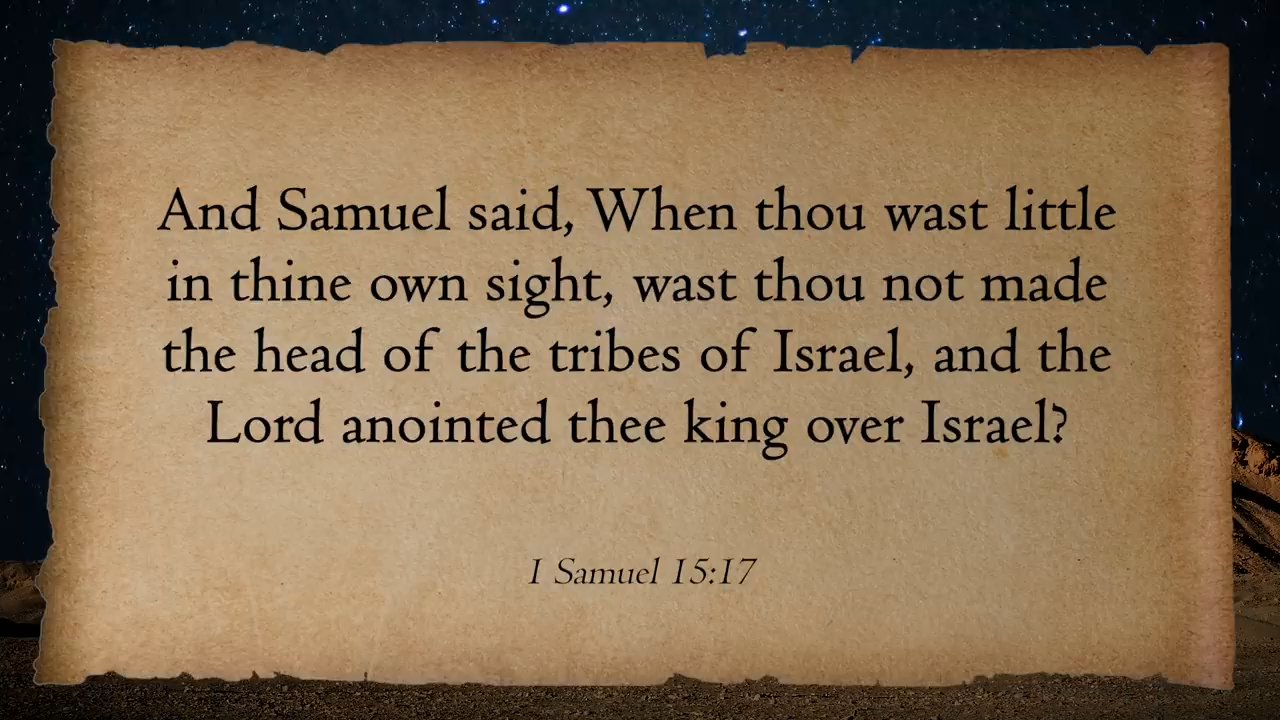 And Samuel said, When thou wast little
in thine own sight, wast thou not made
the head of the tribes of Israel, and the
Lord anointed thee king over Israel?
1 Samuel 15:17